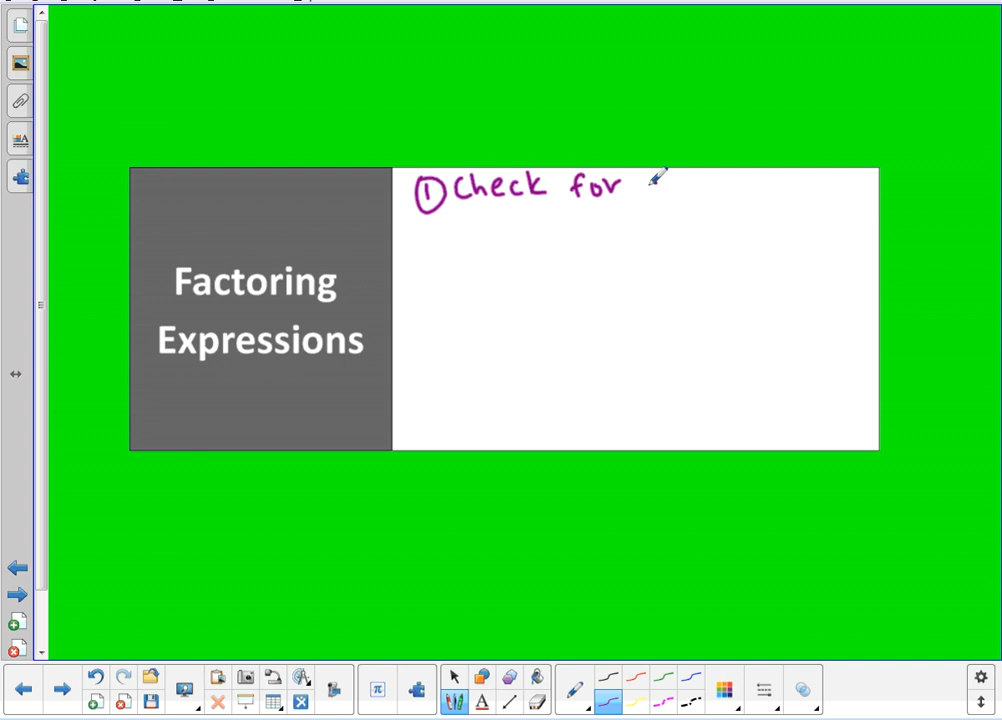 Factoring
Expressions
① Check for